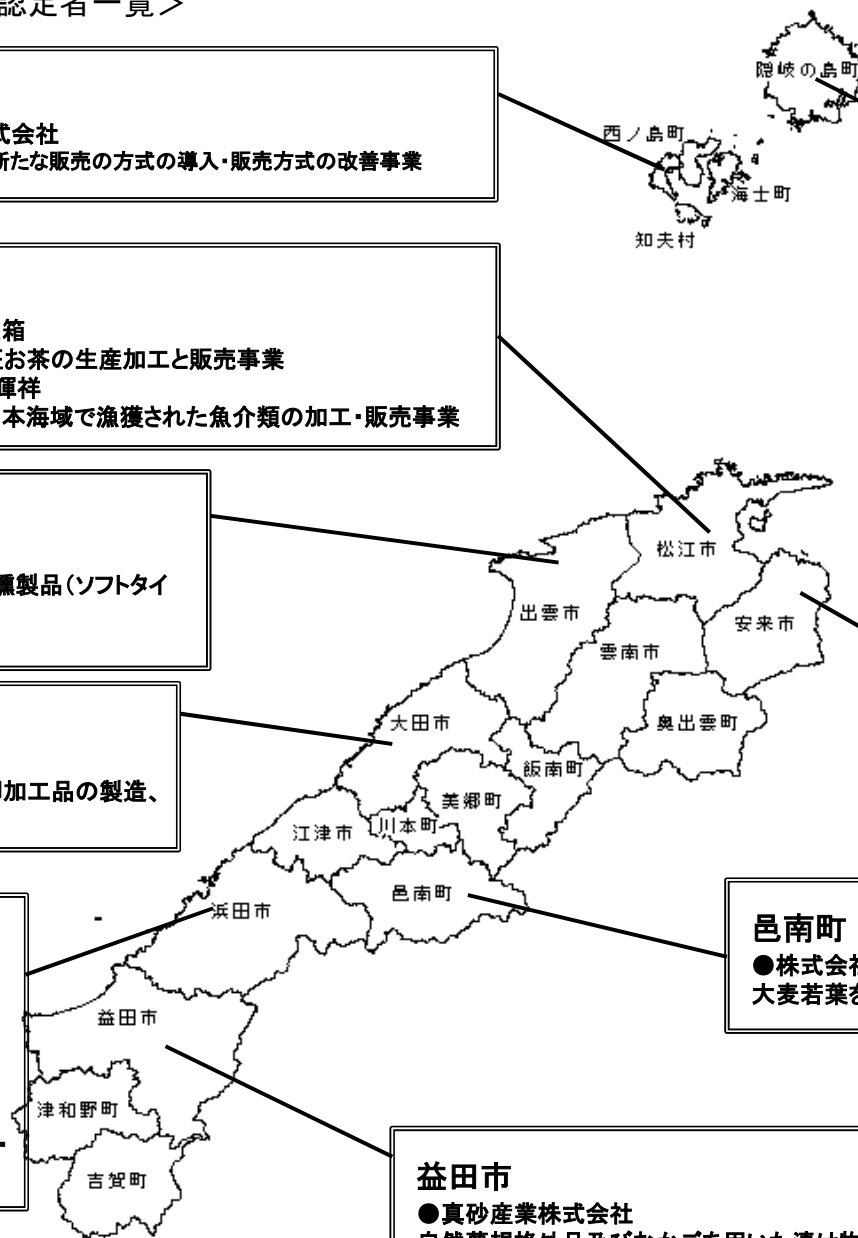 認定者一覧＞
隠岐の島町
西ノ島町
海士町
知夫村
式会社
新たな販売の方式の導入・販売方式の改善事業
箱
お茶の生産加工と販売事業
輝祥
本海域で漁獲された魚介類の加工・販売事業
燻製品（ソフトタイ
加工品の製造、
松江市
出雲市
安来市
雲南市
奥出雲町
大田市
飯南町
美郷町
川本町
江津市
邑南町
浜田市
益田市
津和野町
吉賀町
邑南町
●株式会社
大麦若葉を
益田市
●真砂産業株式会社